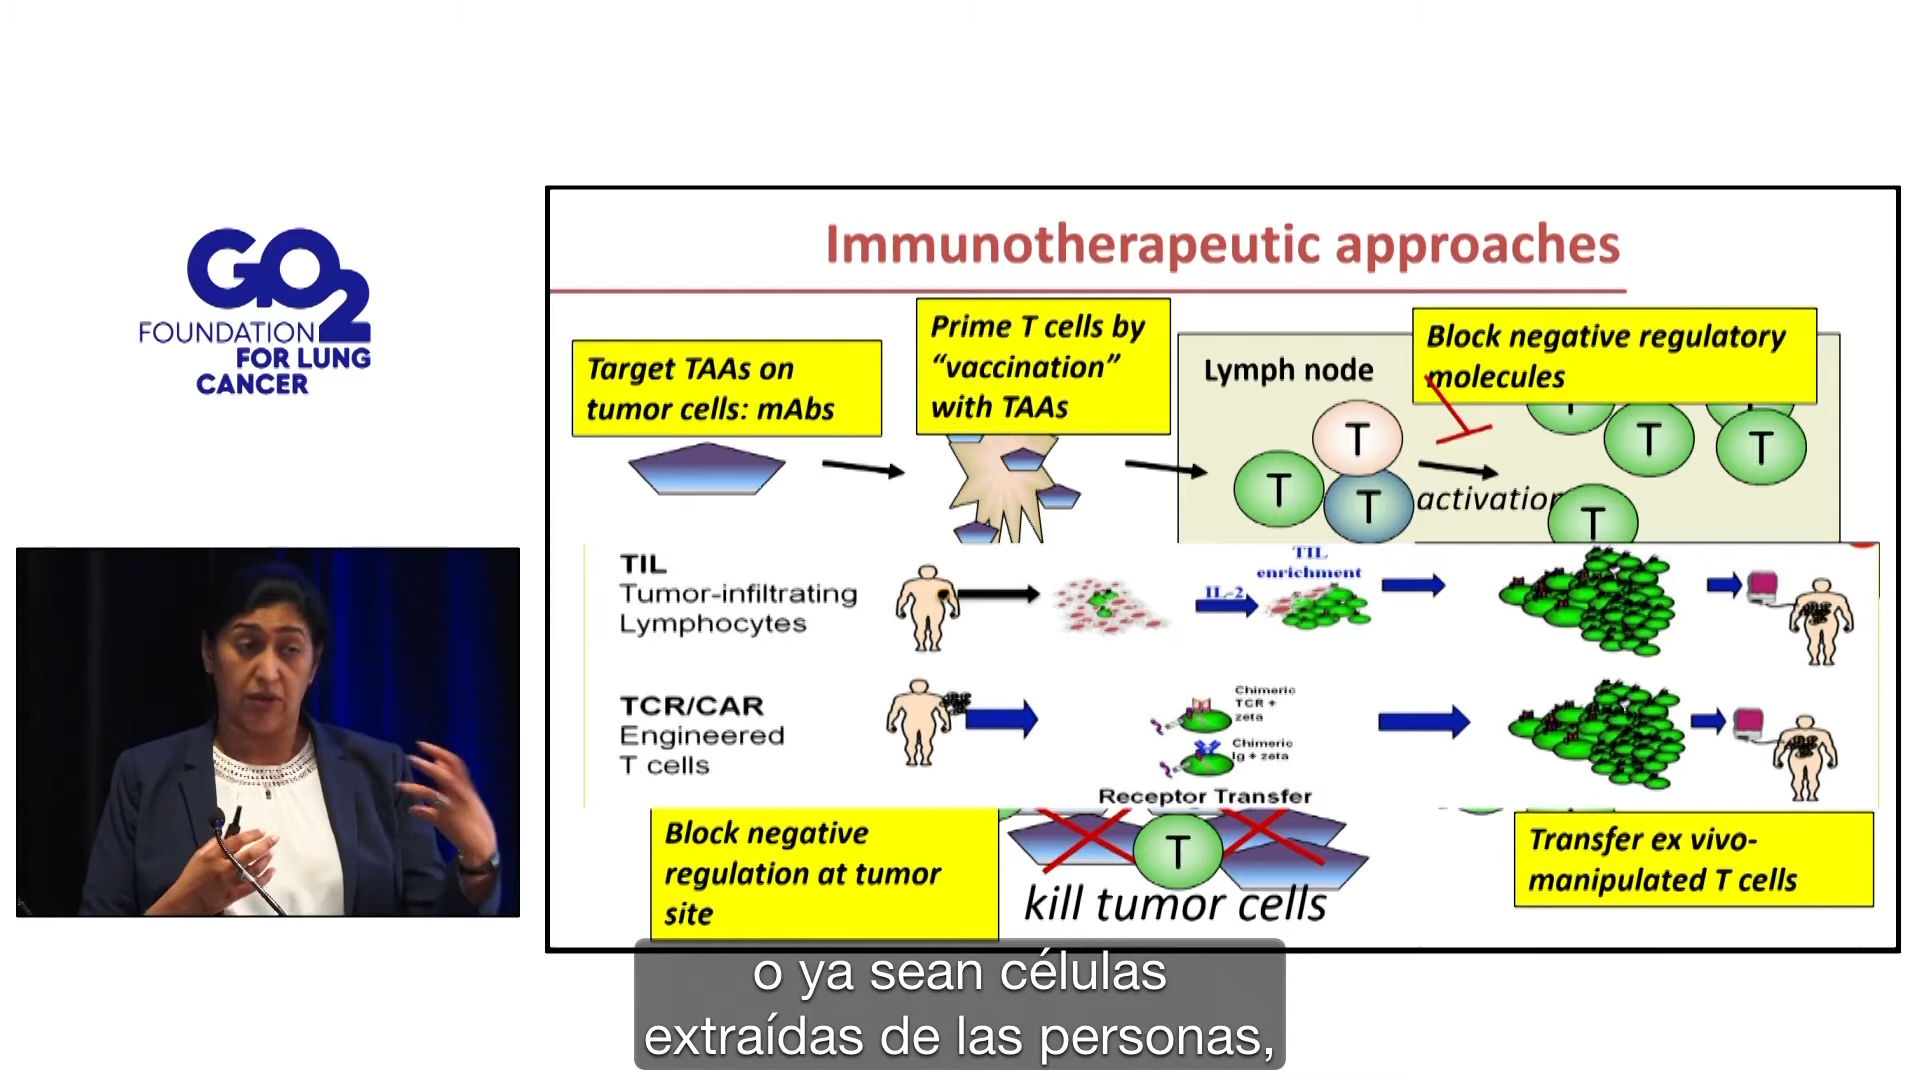 GO2
FOUNDATION
FOR LUNG
CANCER
Immunotherapeutic approaches
Target TAAs on
tumor cells: mAbs
Prime T cells by
“vaccination”
with TAAs
Lymph node
Block negative regulatory
molecules
T
T
T
T
T
T
activation
TIL
Tumor-infiltrating
Lymphocytes
IL-2
TIL
enrichment
TCR/CAR
Engineered
T cells
Chimeric
TCR +
zeta
Chimeric
Ig + zeta
Receptor Transfer
Block negative
regulation at tumor
site
T
kill tumor cells
Transfer ex vivo-
manipulated T cells
o ya sean células
extraídas de las personas,